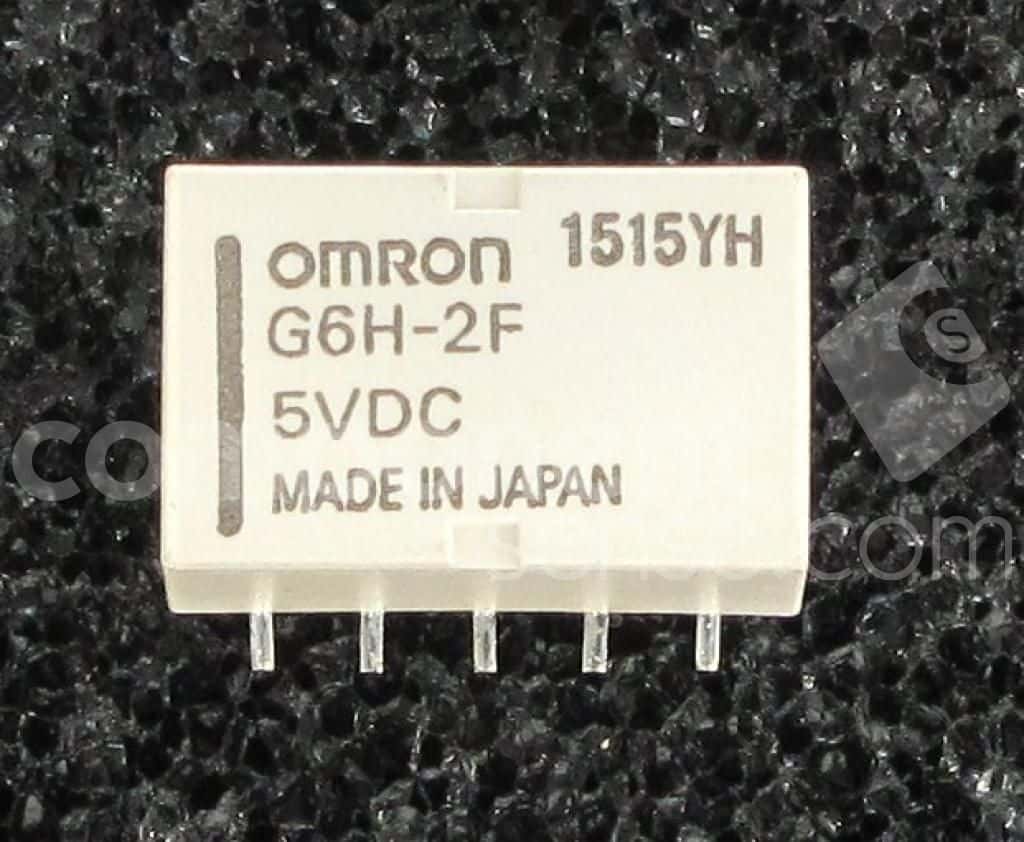 omron 1515YH
G6H-2F
5VDC
MADE IN JAPAN